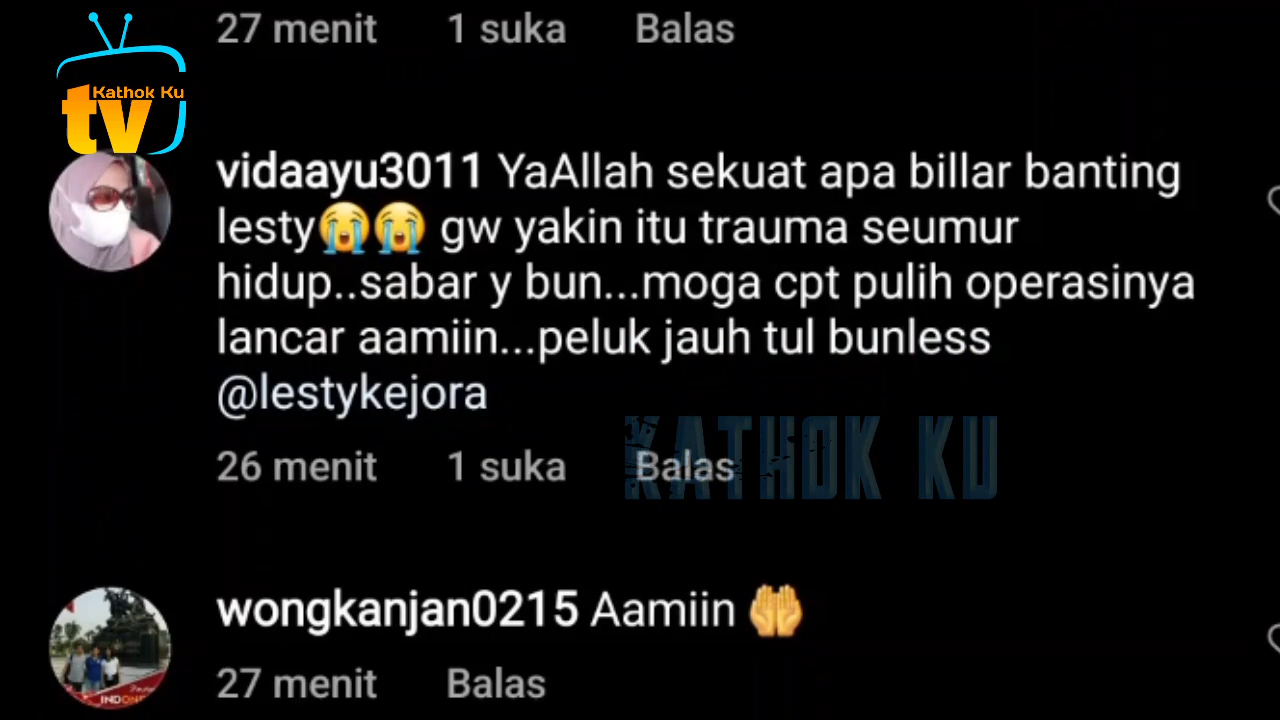 27 menit 1 suka Balas
Kathok Ku
tv
vidaayu3011 YaAllah sekuat apa billar banting
lesty😭😭 gw yakin itu trauma seumur
hidup..sabar y bun...moga cpt pulih operasinya
lancar aamiin...peluk jauh tul bunless
@lestykejora
26 menit 1 suka Balas
KATHOK KU
wongkanjan0215 Aamiin 🤲
27 menit Balas